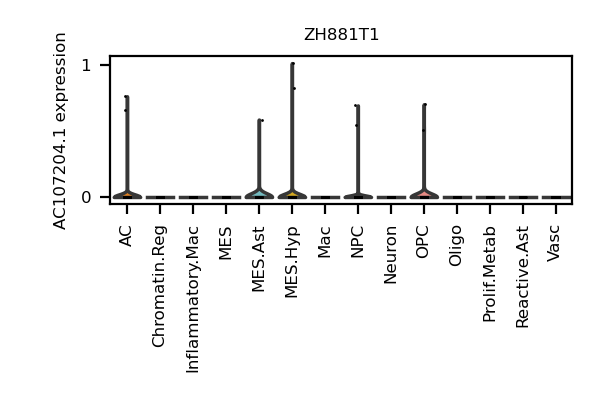 ZH881T1
AC107204.1 expression
1
0
AC
Chromatin.Reg
Inflammatory.Mac
MES
MES.Ast
MES.Hyp
Mac
NPC
Neuron
OPC
Oligo
Prolif.Metab
Reactive.Ast
Vasc